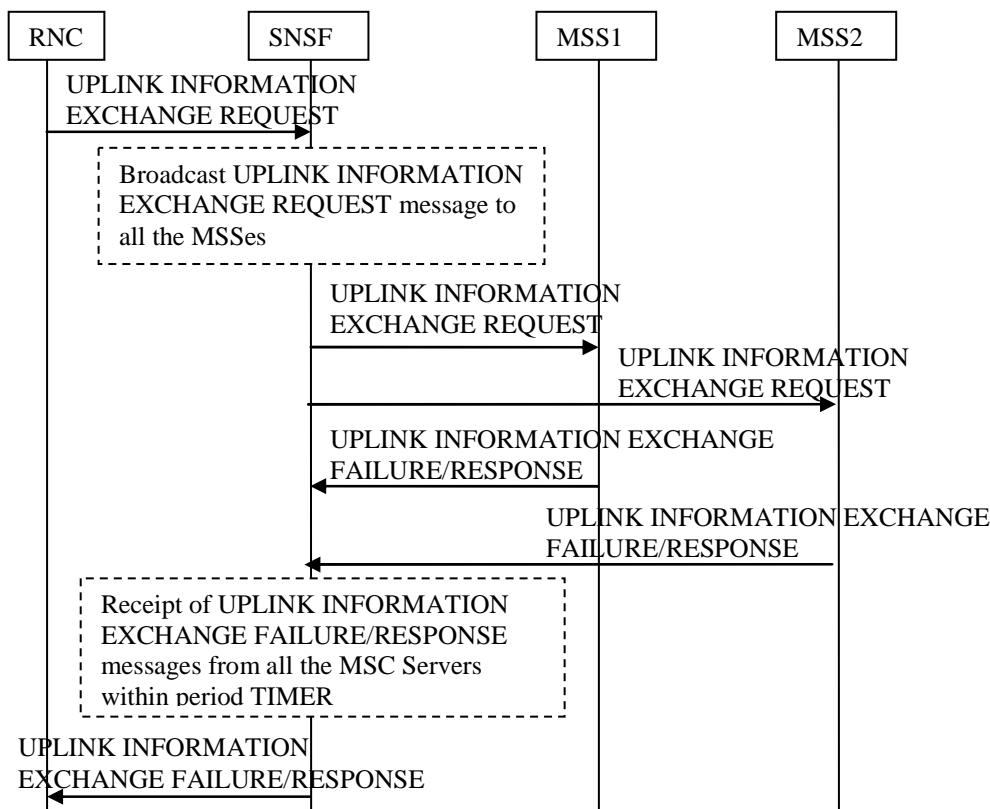 RNC
SNSF
MSS1
MSS2
UPLINK INFORMATION
EXCHANGE REQUEST
Broadcast UPLINK INFORMATION
EXCHANGE REQUEST message to
all the MSSes
UPLINK INFORMATION
EXCHANGE REQUEST
UPLINK INFORMATION
EXCHANGE REQUEST
UPLINK INFORMATION EXCHANGE
FAILURE/RESPONSE
UPLINK INFORMATION EXCHANGE
FAILURE/RESPONSE
Receipt of UPLINK INFORMATION
EXCHANGE FAILURE/RESPONSE
messages from all the MSC Servers
within period TIMER
UPLINK INFORMATION
EXCHANGE FAILURE/RESPONSE